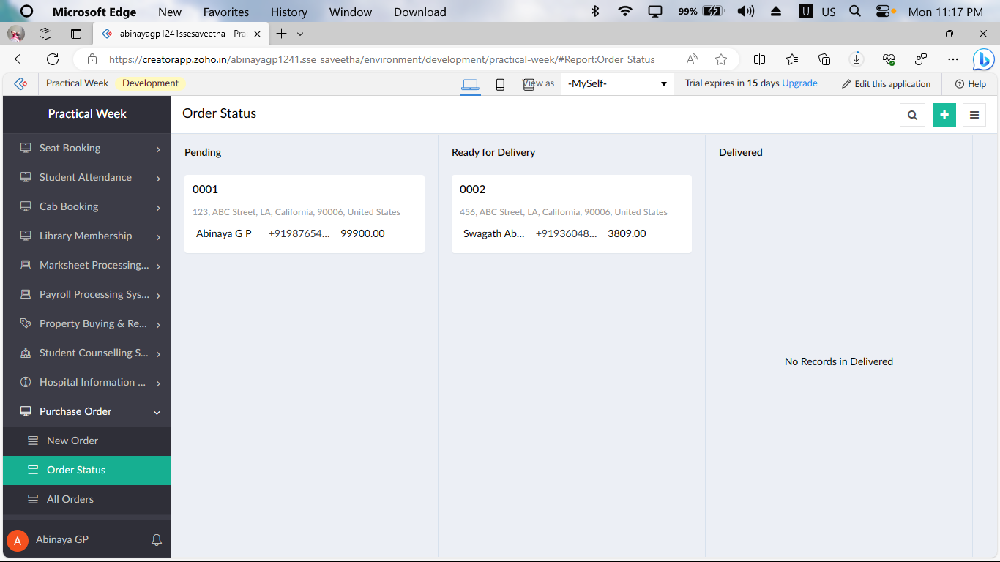 Microsoft Edge New Favorites History Window Download 99% U US Mon 11:17 PM
abinayagp1241ssesaveetha - Pra
https://creatorapp.zoho.in/abinayagp1241.sse_saveetha/environment/development/practical-week/#Report:Order_Status
Practical Week Development View as -MySelf- Trial expires in 15 days Upgrade Edit this application Help
Practical Week
Order Status
Seat Booking
Student Attendance
Cab Booking
Library Membership
Marksheet Processing...
Payroll Processing Sys...
Property Buying & Re...
Student Counselling S...
Hospital Information ...
Purchase Order
New Order
Order Status
All Orders
A Abinaya GP
Pending
0001
123, ABC Street, LA, California, 90006, United States
Abinaya G P +91987654... 99900.00
Ready for Delivery
0002
456, ABC Street, LA, California, 90006, United States
Swagath Ab... +91936048... 3809.00
Delivered
No Records in Delivered